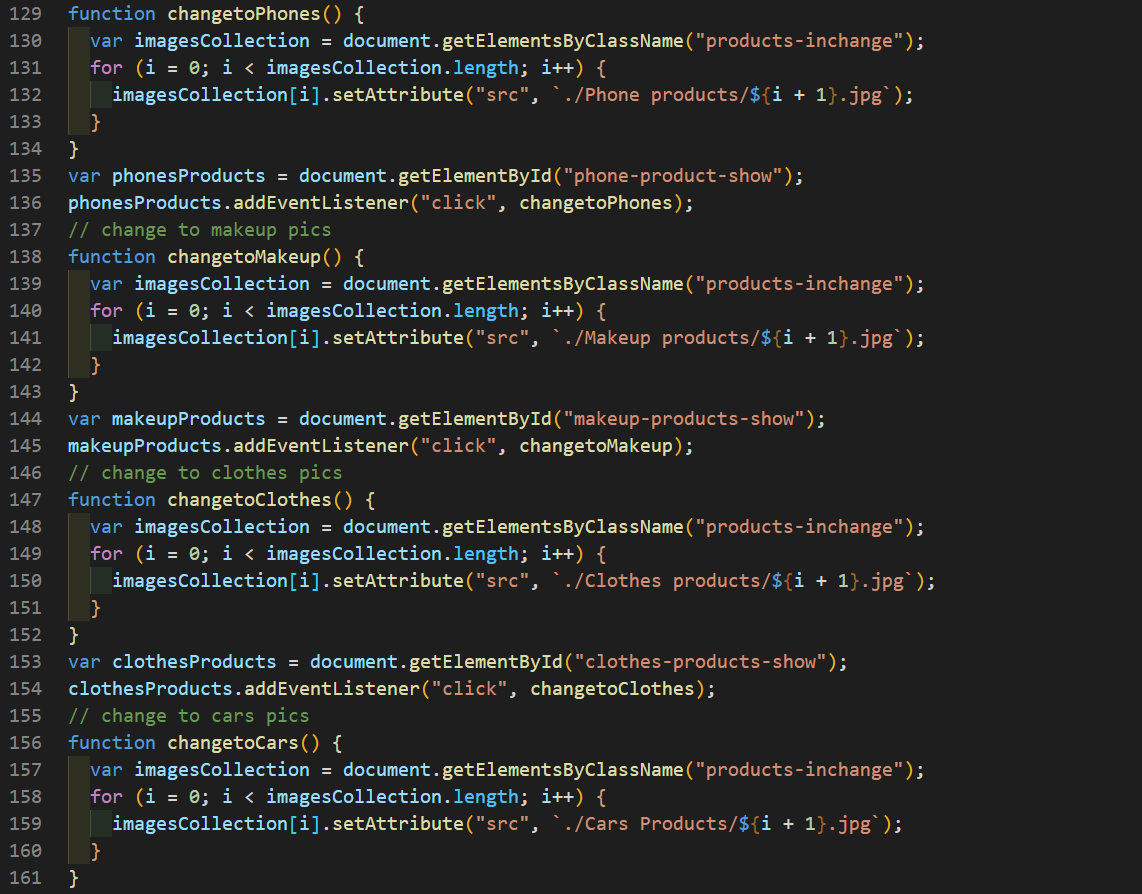 129 function changetoPhones() {
130   var imagesCollection = document.getElementsByClassName("products-inchange");
131   for (i = 0; i < imagesCollection.length; i++) {
132     imagesCollection[i].setAttribute("src", `./Phone products/${i + 1}.jpg`);
133   }
134 }
135 var phonesProducts = document.getElementById("phone-product-show");
136 phonesProducts.addEventListener("click", changetoPhones);
137 // change to makeup pics
138 function changetoMakeup() {
139   var imagesCollection = document.getElementsByClassName("products-inchange");
140   for (i = 0; i < imagesCollection.length; i++) {
141     imagesCollection[i].setAttribute("src", `./Makeup products/${i + 1}.jpg`);
142   }
143 }
144 var makeupProducts = document.getElementById("makeup-products-show");
145 makeupProducts.addEventListener("click", changetoMakeup);
146 // change to clothes pics
147 function changetoClothes() {
148   var imagesCollection = document.getElementsByClassName("products-inchange");
149   for (i = 0; i < imagesCollection.length; i++) {
150     imagesCollection[i].setAttribute("src", `./Clothes products/${i + 1}.jpg`);
151   }
152 }
153 var clothesProducts = document.getElementById("clothes-products-show");
154 clothesProducts.addEventListener("click", changetoClothes);
155 // change to cars pics
156 function changetoCars() {
157   var imagesCollection = document.getElementsByClassName("products-inchange");
158   for (i = 0; i < imagesCollection.length; i++) {
159     imagesCollection[i].setAttribute("src", `./Cars Products/${i + 1}.jpg`);
160   }
161 }